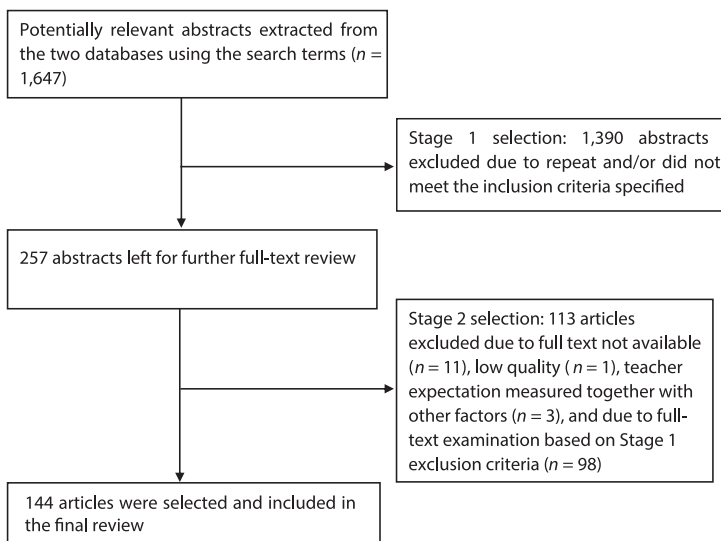 Potentially relevant abstracts extracted from
the two databases using the search terms (n =
1,647)
Stage 1 selection: 1,390 abstracts
excluded due to repeat and/or did not
meet the inclusion criteria specified
257 abstracts left for further full-text review
Stage 2 selection: 113 articles
excluded due to full text not available
(n = 11), low quality (n = 1), teacher
expectation measured together with
other factors (n = 3), and due to full-
text examination based on Stage 1
exclusion criteria (n = 98)
144 articles were selected and included in
the final review